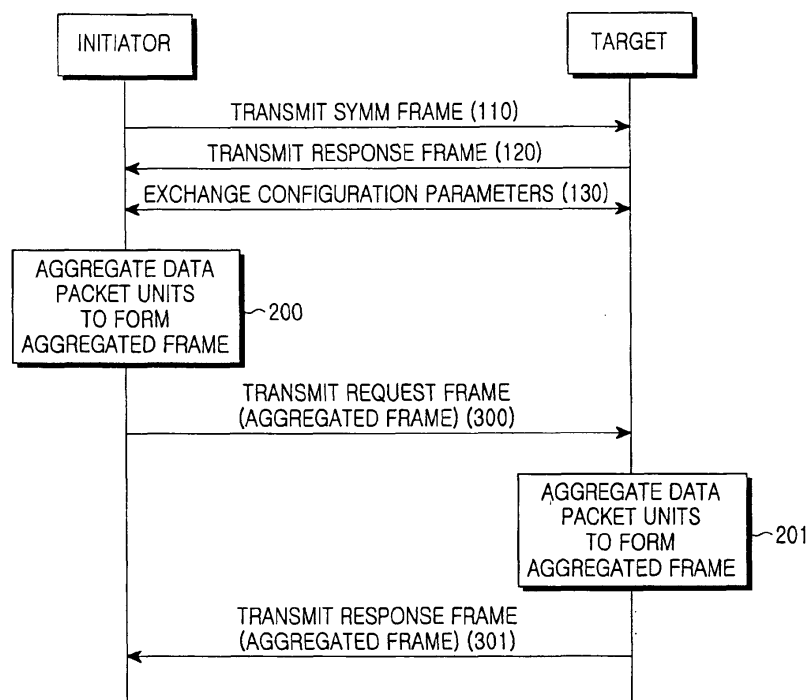 INITIATOR
TARGET
TRANSMIT SYMM FRAME (110)
TRANSMIT RESPONSE FRAME (120)
EXCHANGE CONFIGURATION PARAMETERS (130)
AGGREGATE DATA
PACKET UNITS
TO FORM
AGGREGATED FRAME
200
TRANSMIT REQUEST FRAME
(AGGREGATED FRAME) (300)
AGGREGATE DATA
PACKET UNITS
TO FORM
AGGREGATED FRAME
201
TRANSMIT RESPONSE FRAME
(AGGREGATED FRAME) (301)